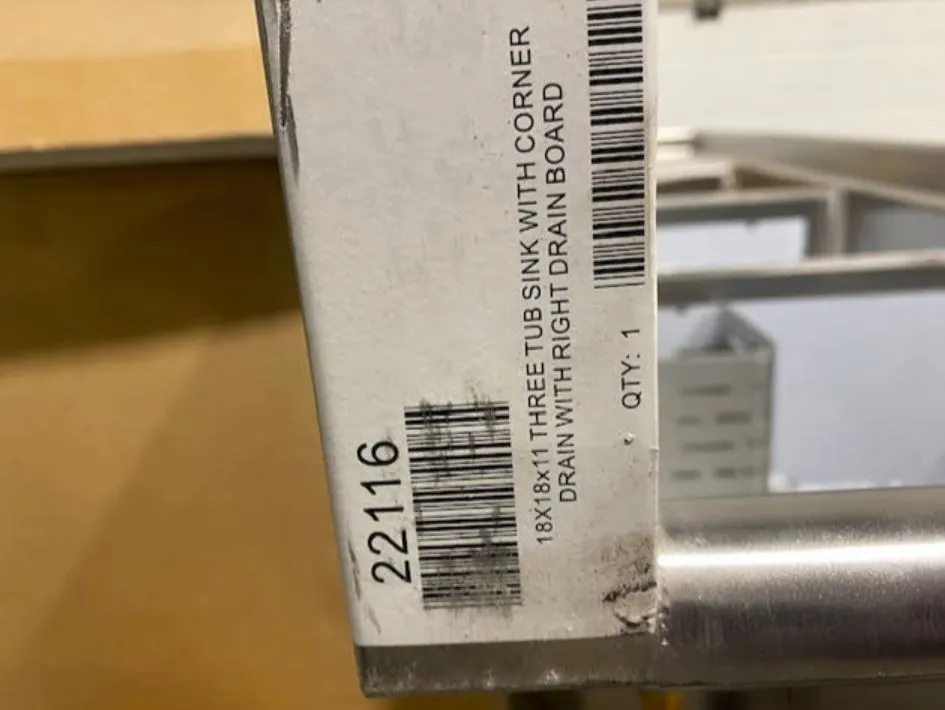 22116
18X18x11 THREE TUB SINK WITH CORNER
DRAIN WITH RIGHT DRAIN BOARD
QTY: 1